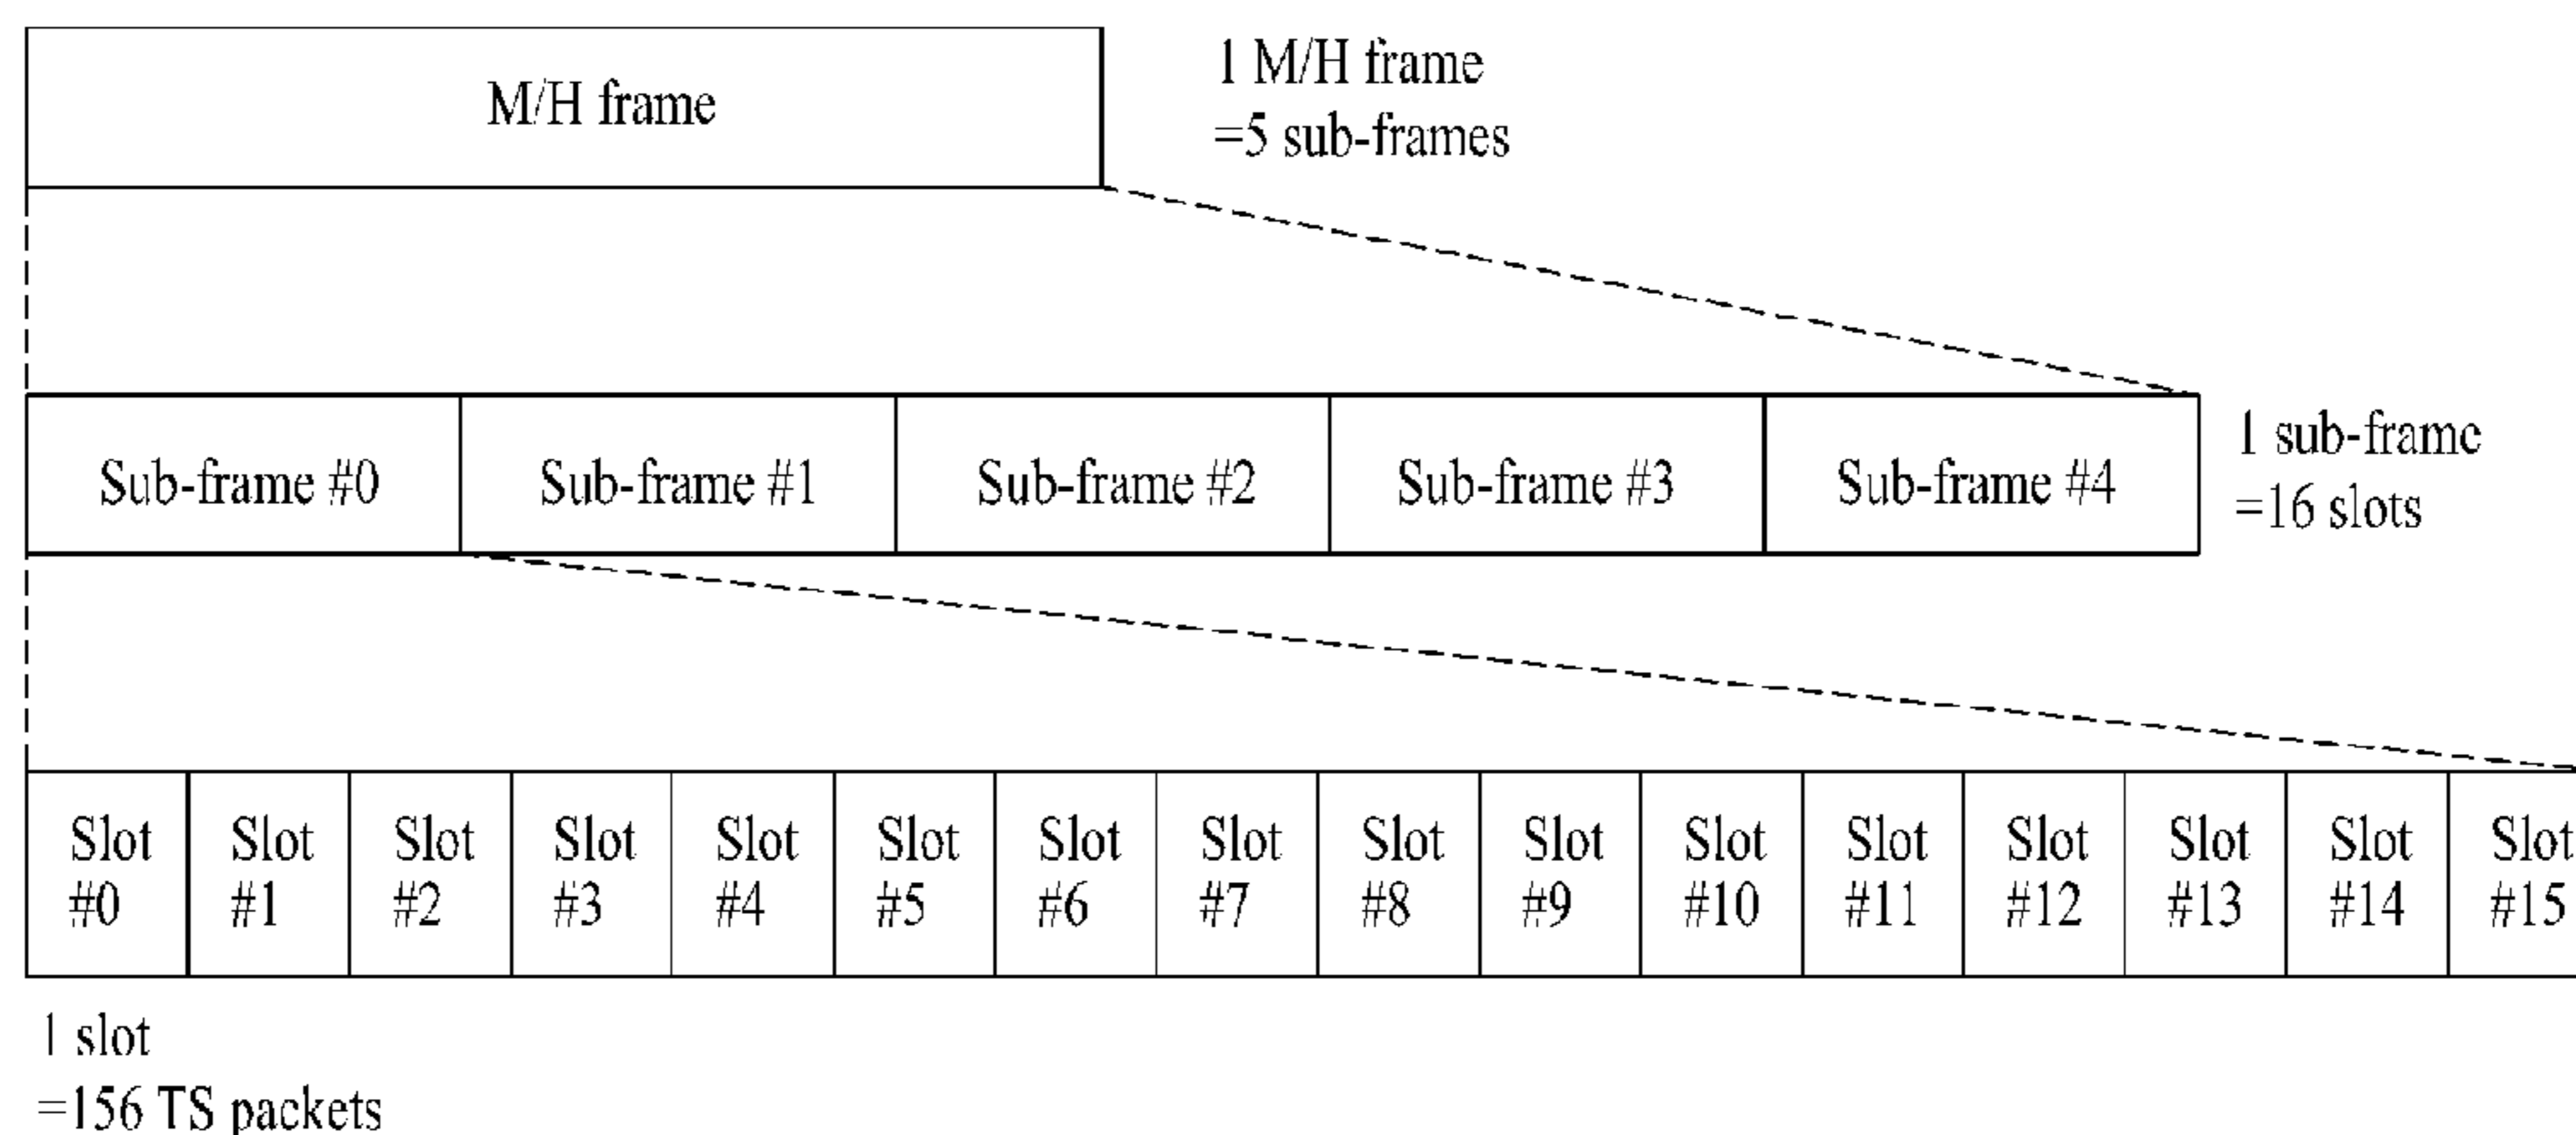 M/H frame
1 M/H frame
=5 sub-frames
Sub-frame #0 Sub-frame #1 Sub-frame #2 Sub-frame #3 Sub-frame #4
1 sub-frame
=16 slots
Slot Slot Slot Slot Slot Slot Slot Slot Slot Slot Slot Slot Slot Slot Slot Slot
#0 #1 #2 #3 #4 #5 #6 #7 #8 #9 #10 #11 #12 #13 #14 #15
1 slot
=156 TS packets